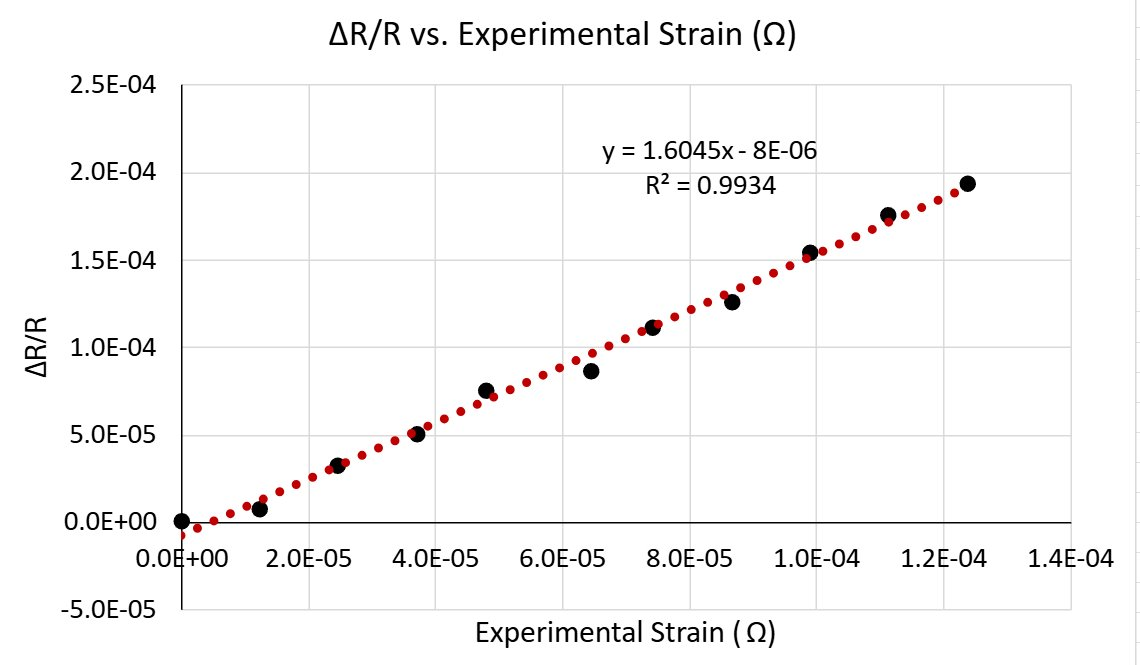 ΔR/R vs. Experimental Strain (Ω)
2.5E-04
y = 1.6045x - 8E-06
2.0E-04
R² = 0.9934
1.5E-04
ΔR/R
1.0E-04
5.0E-05
0.0E+00
0.0E+00 2.0E-05 4.0E-05 6.0E-05 8.0E-05 1.0E-04 1.2E-04 1.4E-04
-5.0E-05
Experimental Strain ( Ω)